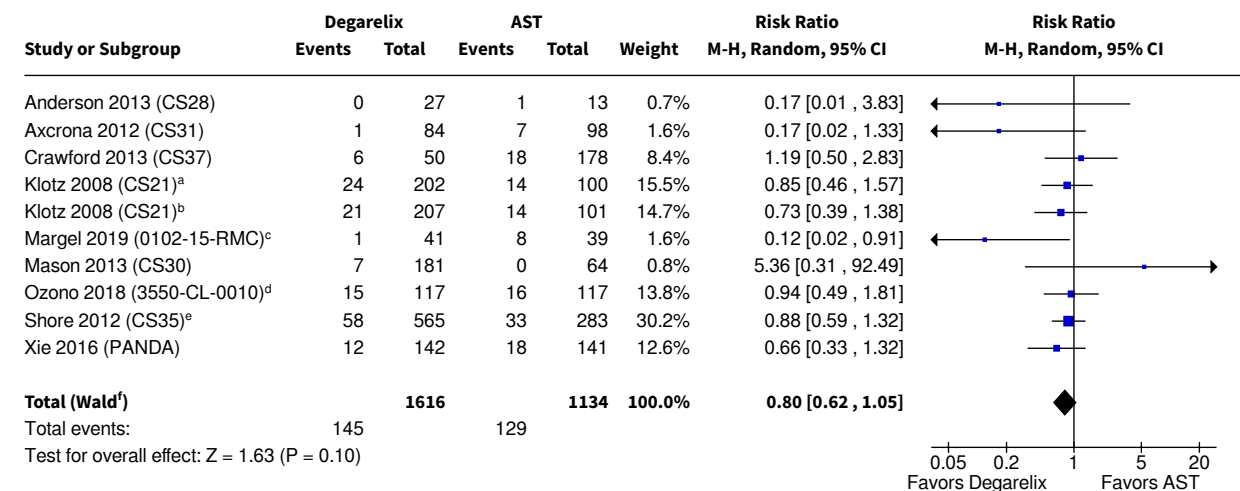 Degarelix AST Risk Ratio Risk Ratio
Study or Subgroup Events Total Events Total Weight M-H, Random, 95% CI M-H, Random, 95% CI
Anderson 2013 (CS28) 0 27 1 13 0.7% 0.17 [0.01 , 3.83]
Axcrona 2012 (CS31) 1 84 7 98 1.6% 0.17 [0.02 , 1.33]
Crawford 2013 (CS37) 6 50 18 178 8.4% 1.19 [0.50 , 2.83]
Klotz 2008 (CS21)ᵃ 24 202 14 100 15.5% 0.85 [0.46 , 1.57]
Klotz 2008 (CS21)ᵇ 21 207 14 101 14.7% 0.73 [0.39 , 1.38]
Margel 2019 (0102-15-RMC)ᶜ 1 41 8 39 1.6% 0.12 [0.02 , 0.91]
Mason 2013 (CS30) 7 181 0 64 0.8% 5.36 [0.31 , 92.49]
Ozono 2018 (3550-CL-0010)ᵈ 15 117 16 117 13.8% 0.94 [0.49 , 1.81]
Shore 2012 (CS35)ᵉ 58 565 33 283 30.2% 0.88 [0.59 , 1.32]
Xie 2016 (PANDA) 12 142 18 141 12.6% 0.66 [0.33 , 1.32]
Total (Waldᶠ) 1616 1134 100.0% 0.80 [0.62 , 1.05]
Total events: 145 129
Test for overall effect: Z = 1.63 (P = 0.10)
0.05 0.2 1 5 20
Favors Degarelix Favors AST